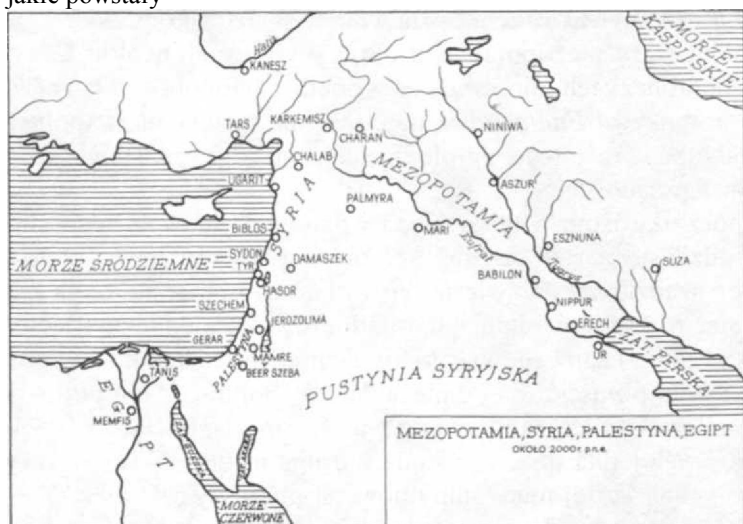 jakie powstały
MORZE
KASPIJSKIE
Halis
KANESZ
TARS
KARKEMISZ
CHARAN
NINIWA
CHALAB
MEZOPOTAMIA
UGARIT
ASZUR
SYRIA
PALMYRA
BIBLOS
MARI
Eufrat
ESZNUNA
MORZE ŚRÓDZIEMNE
SYDON
TYR
DAMASZEK
Tygrys
SUZA
HASOR
BABILON
SZECHEM
NIPPUR
JEROZOLIMA
ERECH
GERAR
MAMRE
UR
ZAT. PERSKA
PALESTYNA
BEER SZEBA
TANIS
PUSTYNIA SYRYJSKA
EGIPT
MEMFIS
MEZOPOTAMIA, SYRIA, PALESTYNA, EGIPT
OKOŁO 2000 r. p.n.e.
MORZE
CZERWONE